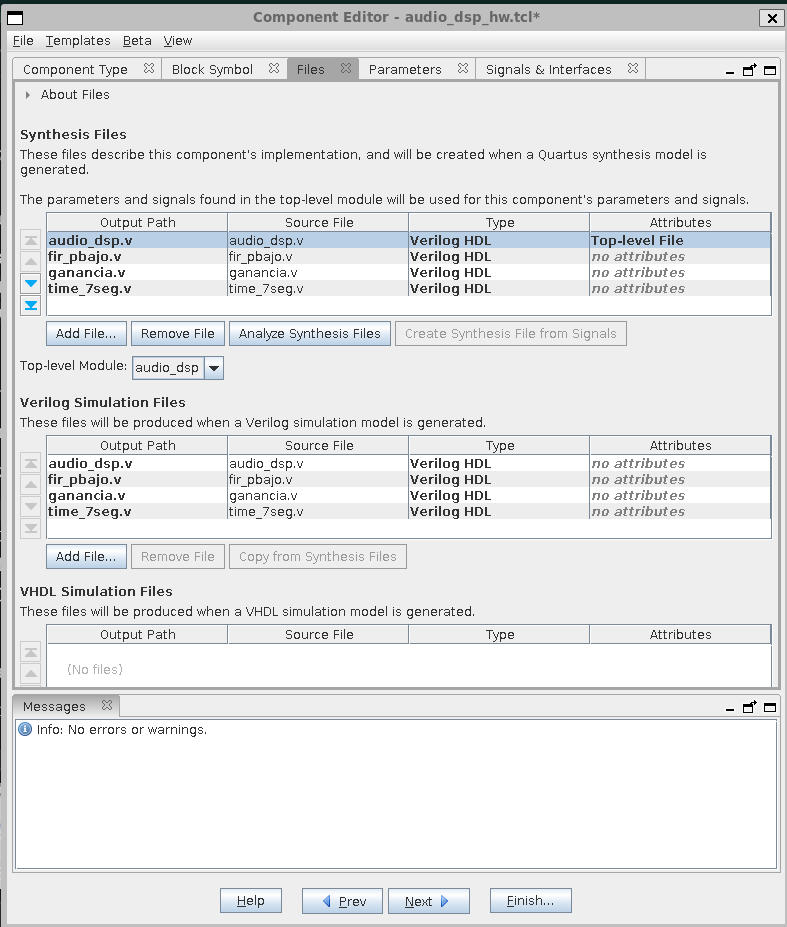 Component Editor - audio_dsp_hw.tcl*
File Templates Beta View
Component Type Block Symbol Files Parameters Signals & Interfaces
About Files
Synthesis Files
These files describe this component's implementation, and will be created when a Quartus synthesis model is
generated.
The parameters and signals found in the top-level module will be used for this component's parameters and signals.
Output Path Source File Type Attributes
audio_dsp.v audio_dsp.v Verilog HDL Top-level File
fir_pbajo.v fir_pbajo.v Verilog HDL no attributes
ganancia.v ganancia.v Verilog HDL no attributes
time_7seg.v time_7seg.v Verilog HDL no attributes
Add File... Remove File Analyze Synthesis Files Create Synthesis File from Signals
Top-level Module: audio_dsp
Verilog Simulation Files
These files will be produced when a Verilog simulation model is generated.
Output Path Source File Type Attributes
audio_dsp.v audio_dsp.v Verilog HDL no attributes
fir_pbajo.v fir_pbajo.v Verilog HDL no attributes
ganancia.v ganancia.v Verilog HDL no attributes
time_7seg.v time_7seg.v Verilog HDL no attributes
Add File... Remove File Copy from Synthesis Files
VHDL Simulation Files
These files will be produced when a VHDL simulation model is generated.
Output Path Source File Type Attributes
(No files)
Messages
Info: No errors or warnings.
Help Prev Next Finish...